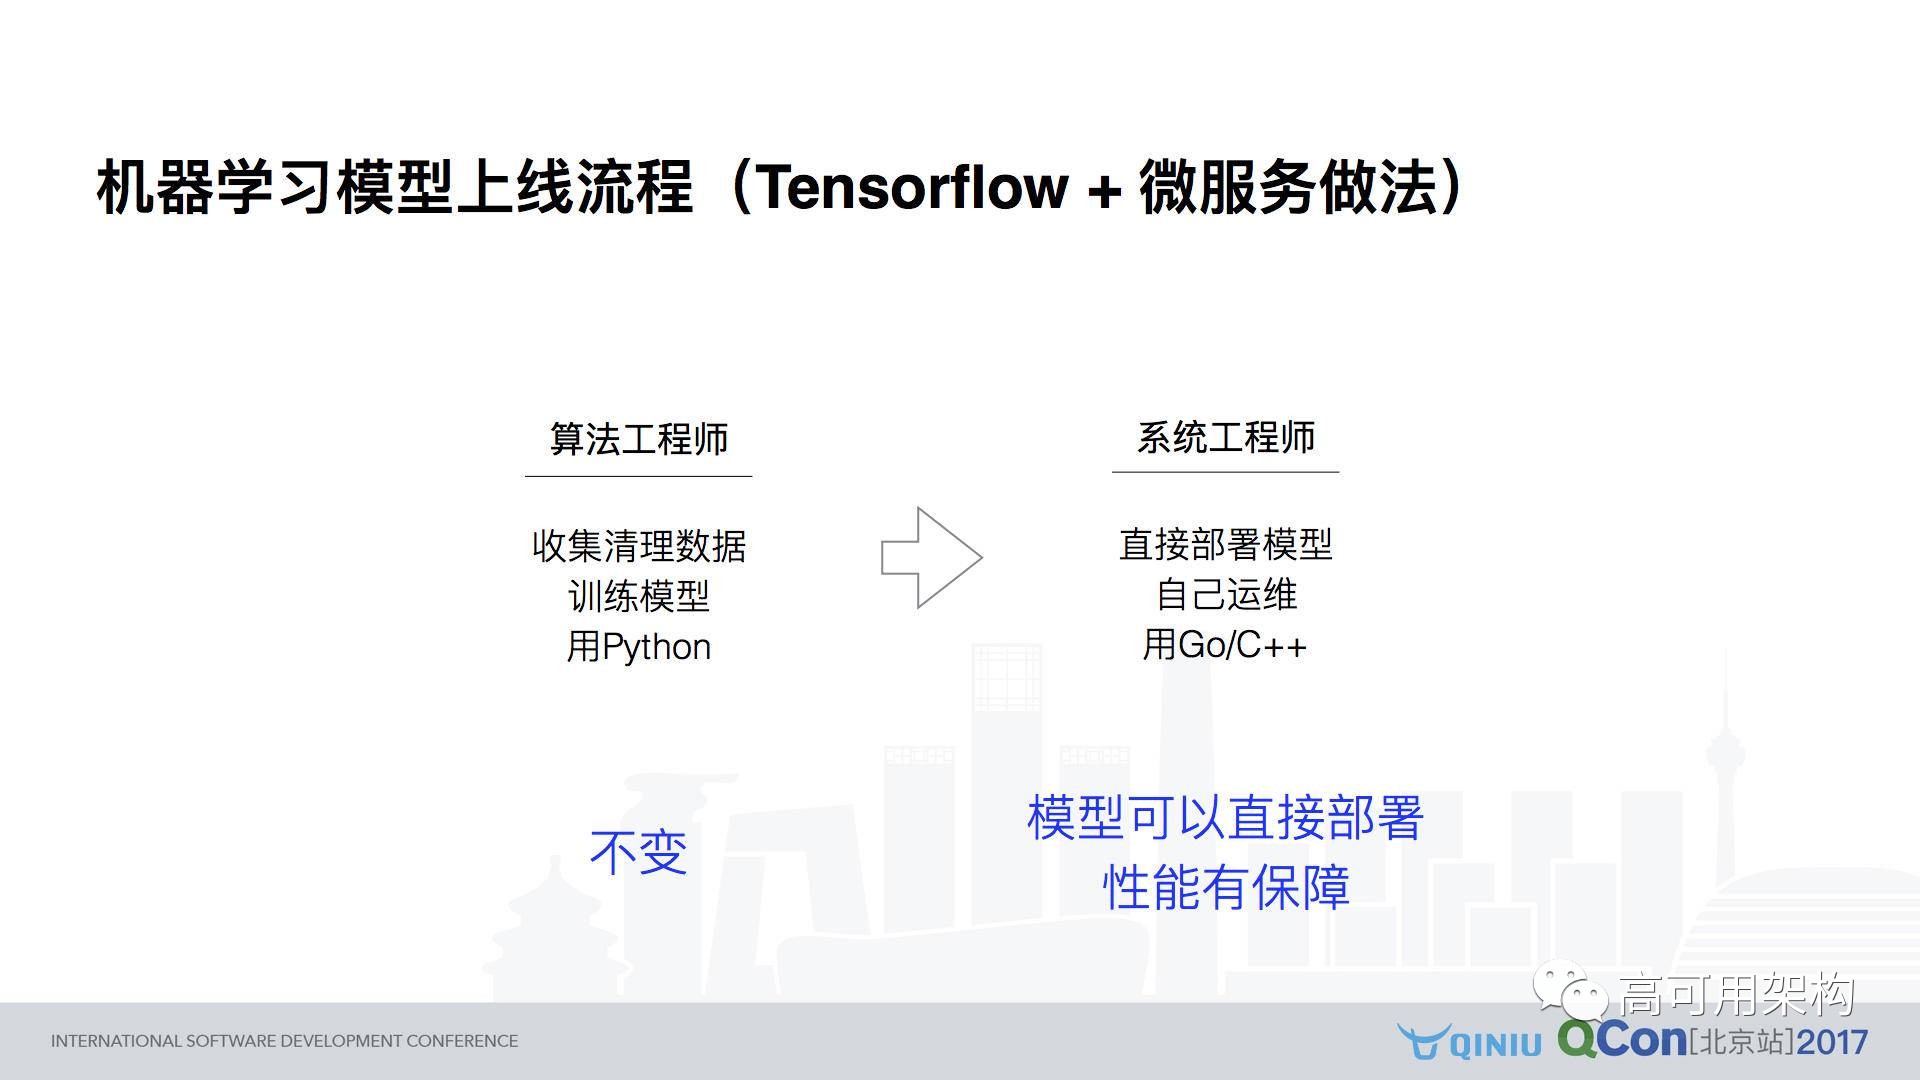 机器学习模型上线流程（Tensorflow + 微服务做法）
算法工程师
收集清理数据
训练模型
用Python
不变
系统工程师
直接部署模型
自己运维
用Go/C++
模型可以直接部署
性能有保障
高可用架构
INTERNATIONAL SOFTWARE DEVELOPMENT CONFERENCE
QINIU QCon[北京站]2017